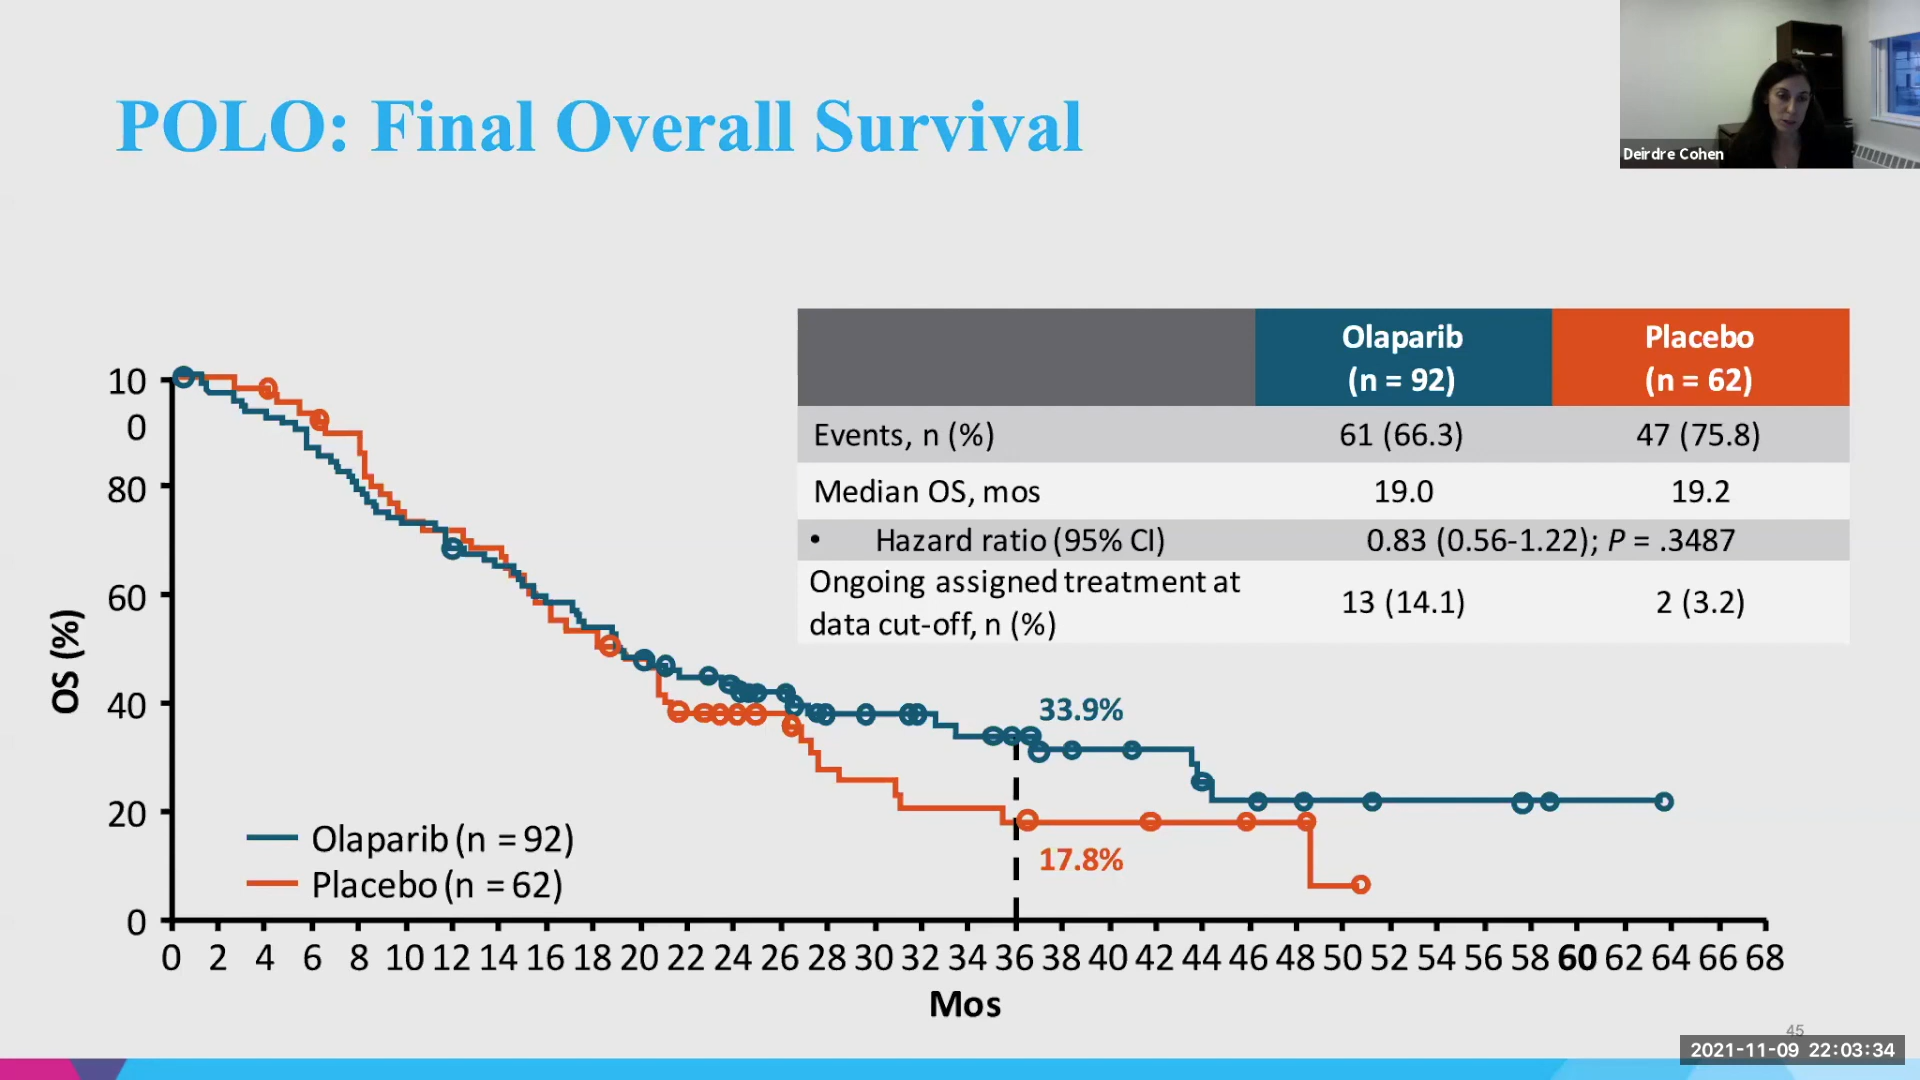 POLO: Final Overall Survival
Deirdre Cohen
Olaparib
(n = 92)
Placebo
(n = 62)
Events, n (%)
61 (66.3)
47 (75.8)
Median OS, mos
19.0
19.2
• Hazard ratio (95% CI)
0.83 (0.56-1.22); P = .3487
Ongoing assigned treatment at
data cut-off, n (%)
13 (14.1)
2 (3.2)
10
0
80
60
40
20
0
OS (%)
33.9%
17.8%
Olaparib (n = 92)
Placebo (n = 62)
0 2 4 6 8 10 12 14 16 18 20 22 24 26 28 30 32 34 36 38 40 42 44 46 48 50 52 54 56 58 60 62 64 66 68
Mos
45
2021-11-09 22:03:34